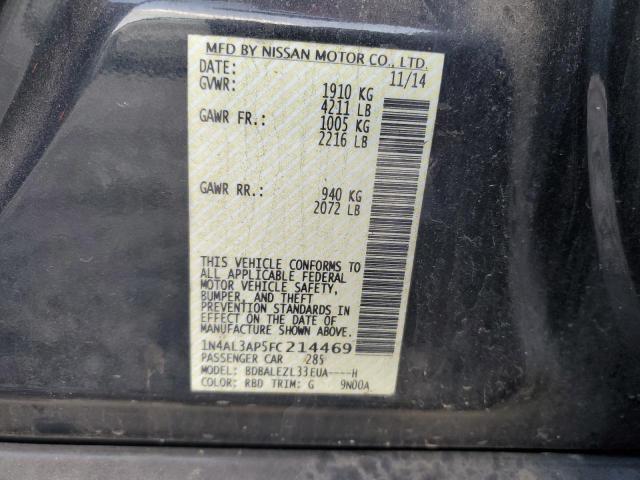 MFD BY NISSAN MOTOR CO., LTD.
DATE: 11/14
GVWR: 1910 KG
4211 LB
GAWR FR.: 1005 KG
2216 LB
GAWR RR.: 940 KG
2072 LB
THIS VEHICLE CONFORMS TO
ALL APPLICABLE FEDERAL
MOTOR VEHICLE SAFETY,
BUMPER, AND THEFT
PREVENTION STANDARDS
IN EFFECT ON THE DATE OF
MANUFACTURE SHOWN ABOVE.
1N4AL3AP5FC214469
PASSENGER CAR 285
MODEL: BDBALEZL33EUA----H
COLOR: RBD TRIM: G 9N00A